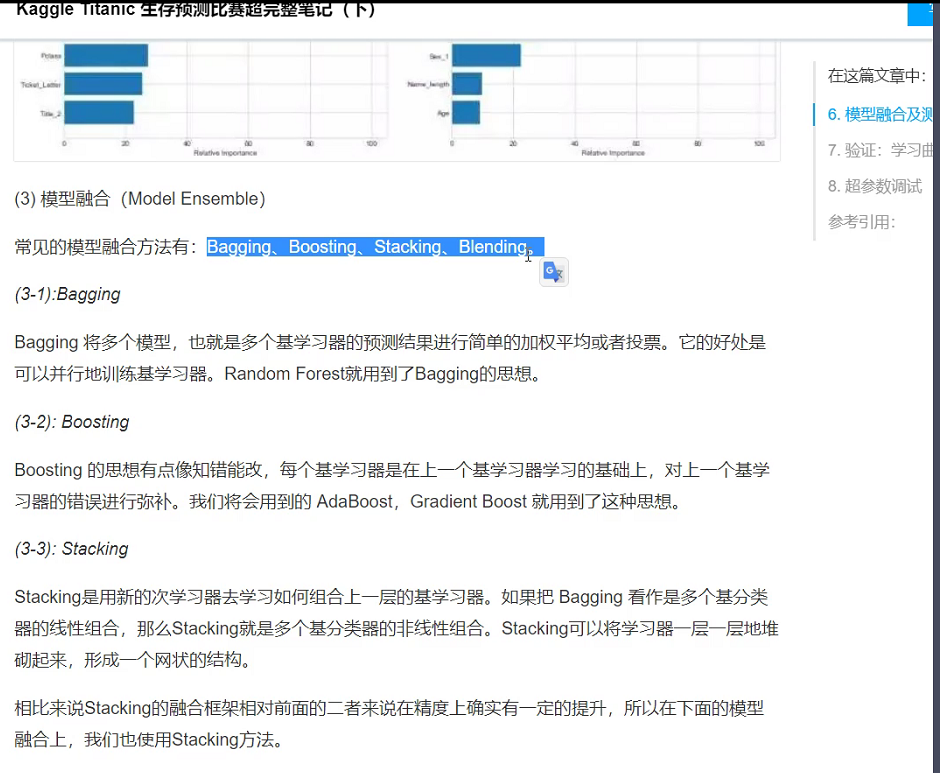 Kaggle Titanic 生存预测比赛超完整笔记（下）
Pclass
Ticket_Letter
Title_2
0 20 40 60 80 100
Relative Importance
Sex_1
Name_length
Age
0 20 40 60 80 100
Relative Importance
在这篇文章中：
6. 模型融合及测
7. 验证：学习曲
8. 超参数调试
参考引用：
(3) 模型融合（Model Ensemble）
常见的模型融合方法有：Bagging、Boosting、Stacking、Blending。
(3-1):Bagging
Bagging 将多个模型，也就是多个基学习器的预测结果进行简单的加权平均或者投票。它的好处是
可以并行地训练基学习器。Random Forest就用到了Bagging的思想。
(3-2): Boosting
Boosting 的思想有点像知错能改，每个基学习器是在上一个基学习器学习的基础上，对上一个基学
习器的错误进行弥补。我们将会用到的 AdaBoost，Gradient Boost 就用到了这种思想。
(3-3): Stacking
Stacking是用新的次学习器去学习如何组合上一层的基学习器。如果把 Bagging 看作是多个基分类
器的线性组合，那么Stacking就是多个基分类器的非线性组合。Stacking可以将学习器一层一层地堆
砌起来，形成一个网状的结构。
相比来说Stacking的融合框架相对前面的二者来说在精度上确实有一定的提升，所以在下面的模型
融合上，我们也使用Stacking方法。